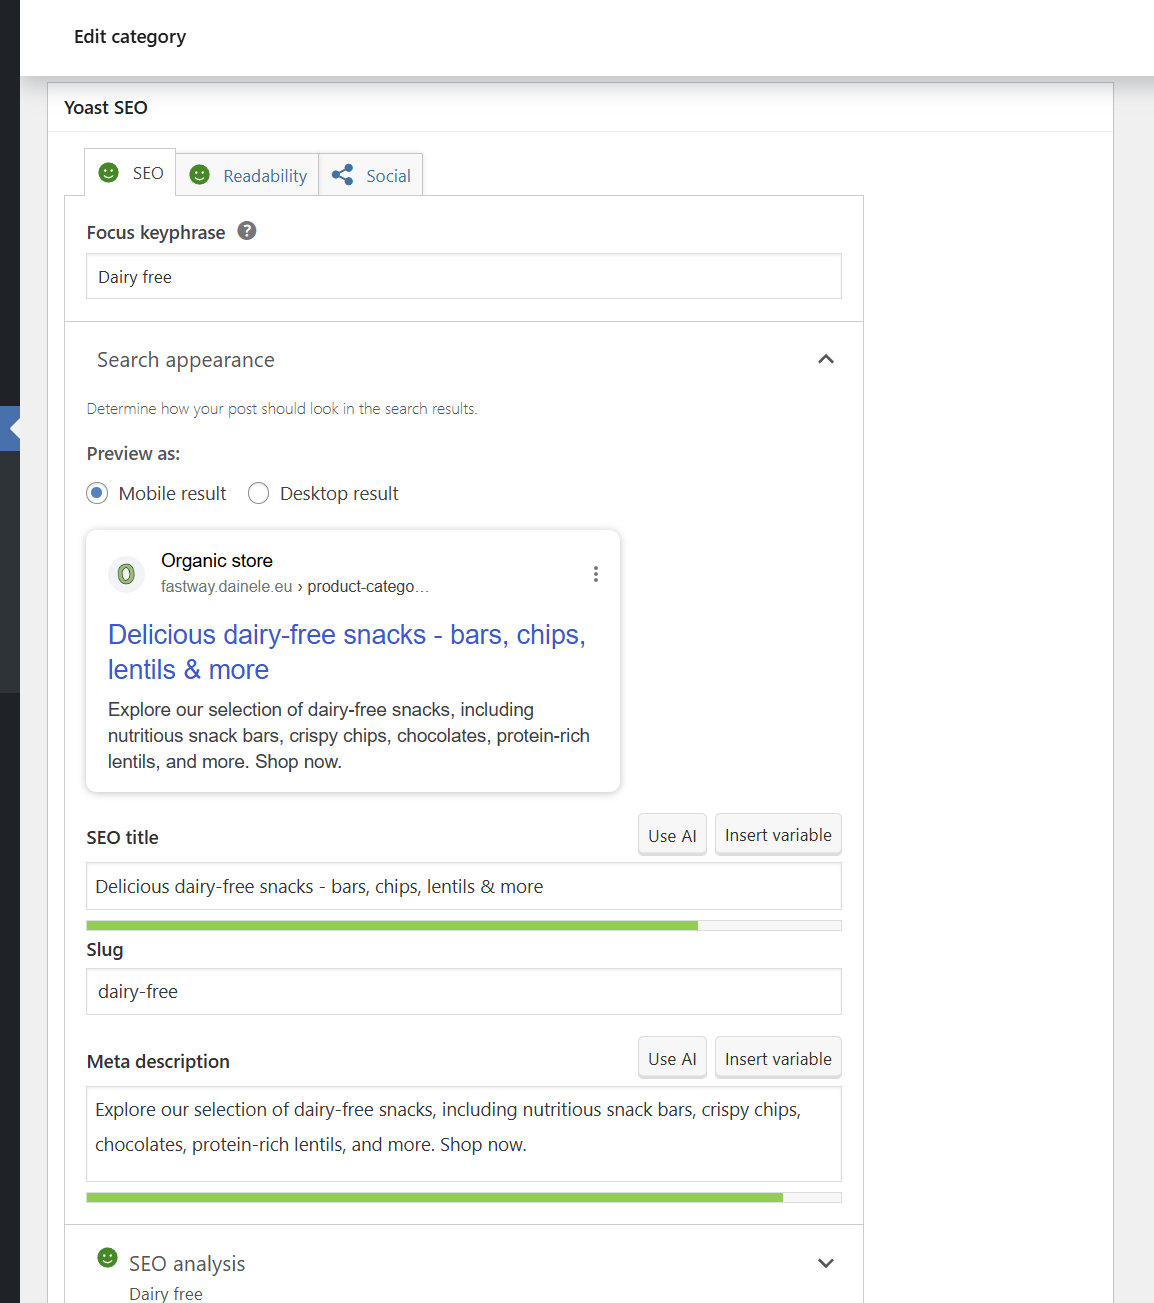 Edit category
Yoast SEO
SEO
Readability
Social
Focus keyphrase ?
Dairy free
Search appearance
Determine how your post should look in the search results.
Preview as:
Mobile result
Desktop result
0
Organic store
fastway.dainele.eu › product-catego...
Delicious dairy-free snacks - bars, chips,
lentils & more
Explore our selection of dairy-free snacks, including
nutritious snack bars, crispy chips, chocolates, protein-rich
lentils, and more. Shop now.
SEO title
Use AI
Insert variable
Delicious dairy-free snacks - bars, chips, lentils & more
Slug
dairy-free
Meta description
Use AI
Insert variable
Explore our selection of dairy-free snacks, including nutritious snack bars, crispy chips,
chocolates, protein-rich lentils, and more. Shop now.
SEO analysis
Dairy free